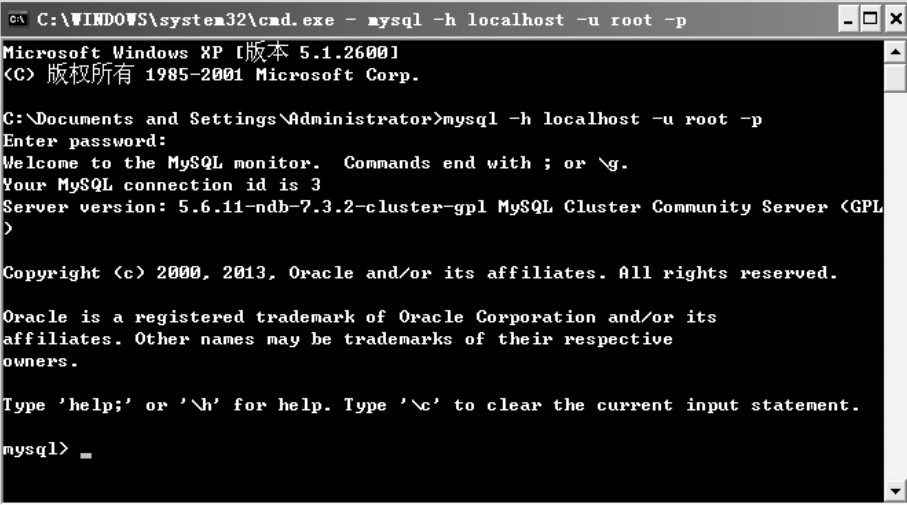 C:\WINDOWS\system32\cmd.exe - mysql -h localhost -u root -p
Microsoft Windows XP [版本 5.1.2600]
(C) 版权所有 1985-2001 Microsoft Corp.
C:\Documents and Settings\Administrator>mysql -h localhost -u root -p
Enter password:
Welcome to the MySQL monitor.  Commands end with ; or \g.
Your MySQL connection id is 3
Server version: 5.6.11-ndb-7.3.2-cluster-gpl MySQL Cluster Community Server (GPL
)
Copyright (c) 2000, 2013, Oracle and/or its affiliates. All rights reserved.
Oracle is a registered trademark of Oracle Corporation and/or its
affiliates. Other names may be trademarks of their respective
owners.
Type 'help;' or '\h' for help. Type '\c' to clear the current input statement.
mysql> _